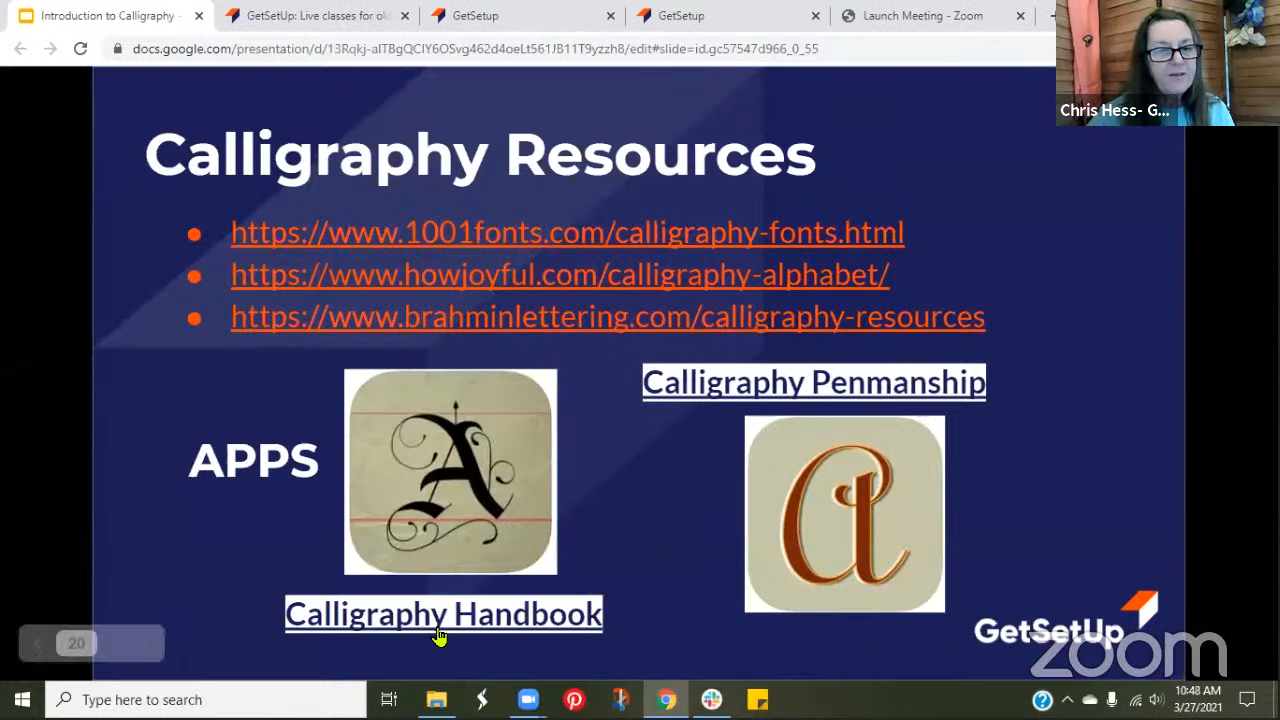 Introduction to Calligraphy -
GetSetUp: Live classes for ol
GetSetup
GetSetup
Launch Meeting - Zoom
docs.google.com/presentation/d/13Rqkj-alTBgQCIY6OSvg462d4oeLt561JB11T9yzzh8/edit#slide=id.gc57547d966_0_55
Chris Hess- G...
Calligraphy Resources
https://www.1001fonts.com/calligraphy-fonts.html
https://www.howjoyful.com/calligraphy-alphabet/
https://www.brahminlettering.com/calligraphy-resources
Calligraphy Penmanship
APPS
A
a
Calligraphy Handbook
GetSetUp
zoom
20
Type here to search
10:48 AM
3/27/2021